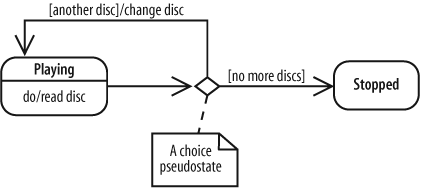 [another disc]/change disc
Playing
do/read disc
[no more discs]
Stopped
A choice
pseudostate